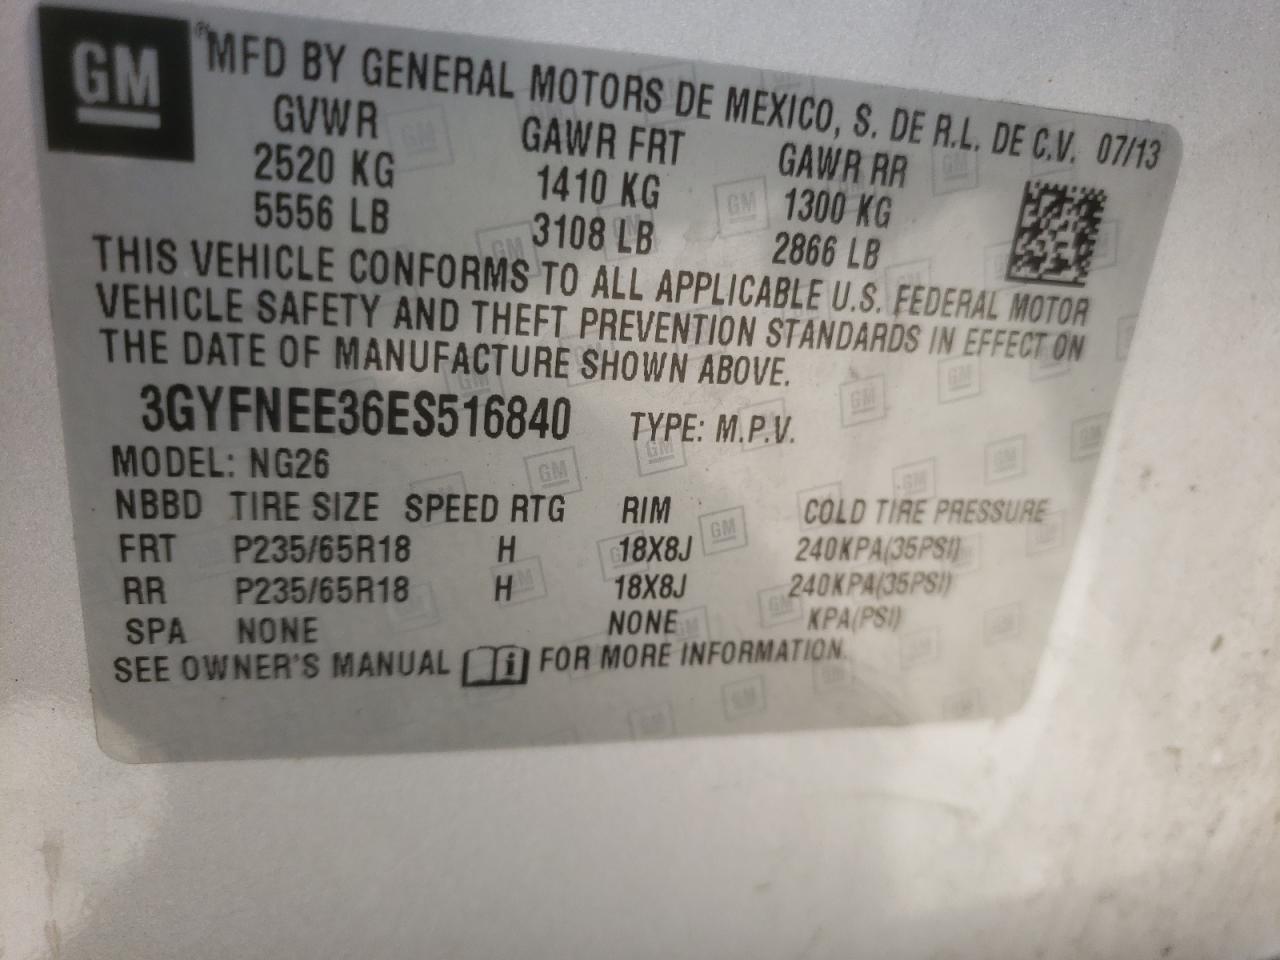 GM MFD BY GENERAL MOTORS DE MEXICO, S. DE R.L. DE C.V. 07/13
GVWR GAWR FRT GAWR RR
2520 KG 1410 KG 1300 KG
5556 LB 3108 LB 2866 LB
THIS VEHICLE CONFORMS TO ALL APPLICABLE U.S. FEDERAL MOTOR
VEHICLE SAFETY AND THEFT PREVENTION STANDARDS IN EFFECT ON
THE DATE OF MANUFACTURE SHOWN ABOVE.
3GYFNEE36ES516840 TYPE: M.P.V.
MODEL: NG26
NBBD TIRE SIZE SPEED RTG RIM COLD TIRE PRESSURE
FRT P235/65R18 H 18X8J 240KPA(35PSI)
RR P235/65R18 H 18X8J 240KPA(35PSI)
SPA NONE NONE KPA(PSI)
SEE OWNER'S MANUAL i FOR MORE INFORMATION.